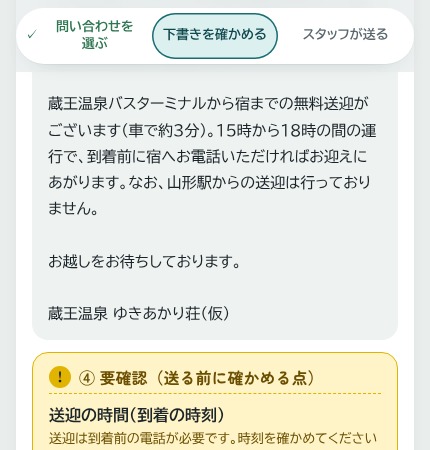 ✓ 問い合わせを
選ぶ
下書きを確かめる
スタッフが送る
蔵王温泉バスターミナルから宿までの無料送迎が
ございます（車で約3分）。15時から18時の間の運
行で、到着前に宿へお電話いただければお迎えに
あがります。なお、山形駅からの送迎は行っており
ません。
お越しをお待ちしております。
蔵王温泉 ゆきあかり荘（仮）
! ④ 要確認（送る前に確かめる点）
送迎の時間（到着の時刻）
送迎は到着前の電話が必要です。時刻を確かめてください